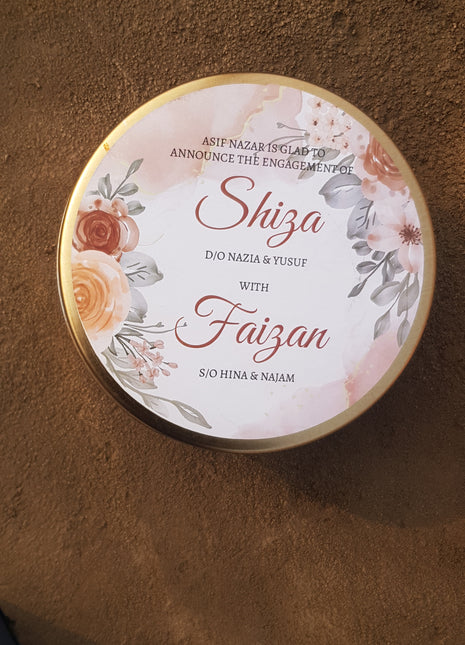 ASIF NAZAR IS GLAD TO
ANNOUNCE THE ENGAGEMENT OF
Shiza
D/O NAZIA & YUSUF
WITH
Faizan
S/O HINA & NAJAM